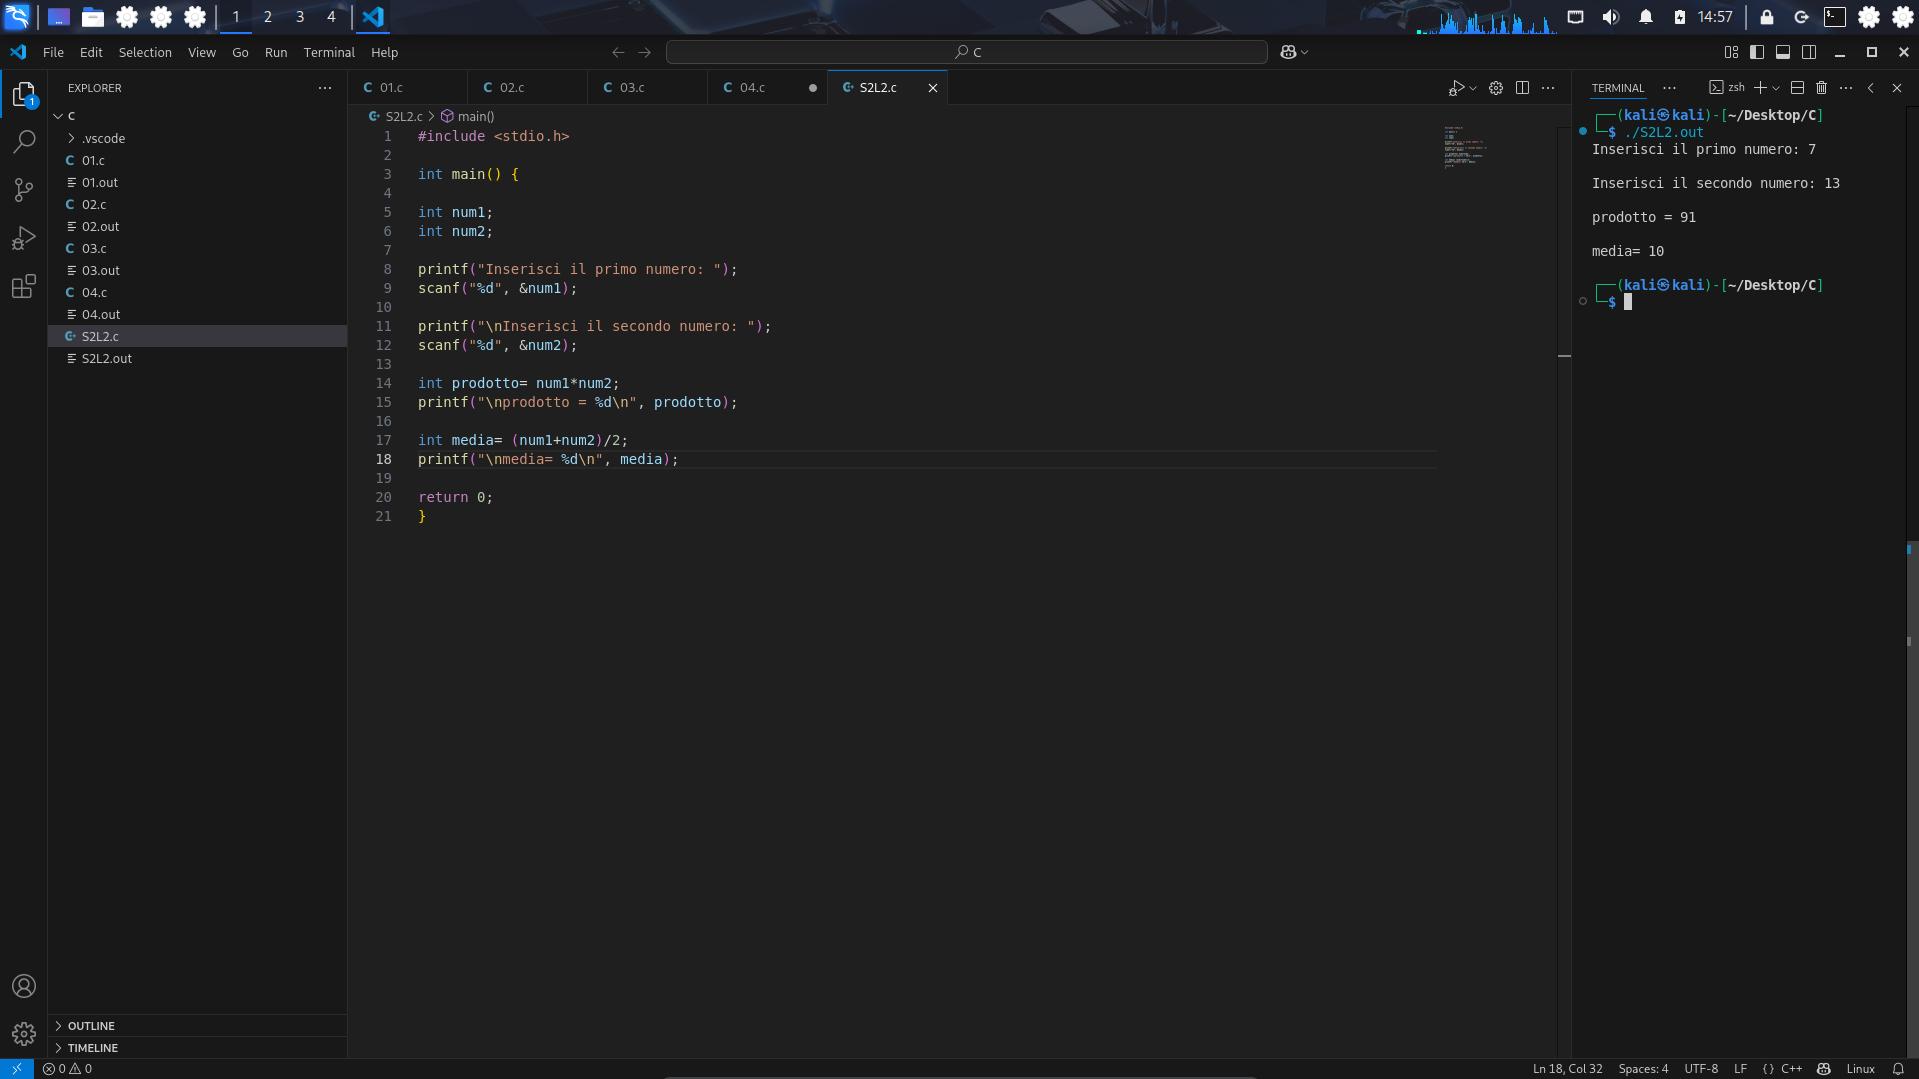 1 2 3 4
14:57
File Edit Selection View Go Run Terminal Help
C
EXPLORER
C
.vscode
01.c
01.out
02.c
02.out
03.c
03.out
04.c
04.out
S2L2.c
S2L2.out
OUTLINE
TIMELINE
01.c 02.c 03.c 04.c S2L2.c
S2L2.c main()
1 #include <stdio.h>
2
3 int main() {
4
5 int num1;
6 int num2;
7
8 printf("Inserisci il primo numero: ");
9 scanf("%d", &num1);
10
11 printf("\nInserisci il secondo numero: ");
12 scanf("%d", &num2);
13
14 int prodotto= num1*num2;
15 printf("\nprodotto = %d\n", prodotto);
16
17 int media= (num1+num2)/2;
18 printf("\nmedia= %d\n", media);
19
20 return 0;
21 }
TERMINAL zsh
(kali㉿kali)-[~/Desktop/C]
$ ./S2L2.out
Inserisci il primo numero: 7
Inserisci il secondo numero: 13
prodotto = 91
media= 10
(kali㉿kali)-[~/Desktop/C]
$
1
0 0
Ln 18, Col 32 Spaces: 4 UTF-8 LF {} C++ Linux